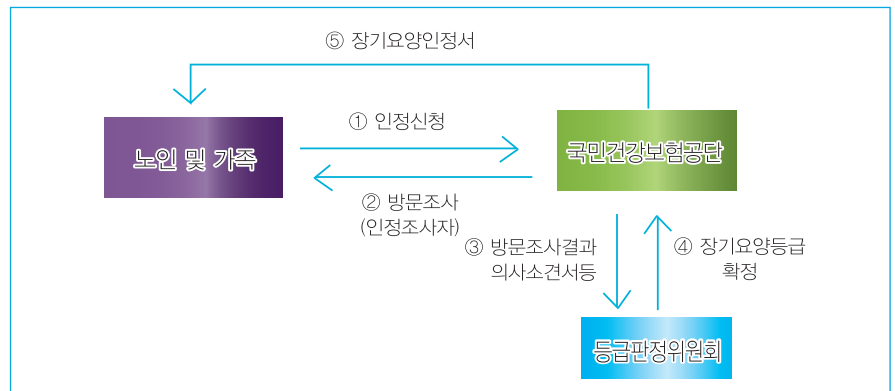 ⑤ 장기요양인정서
① 인정신청
노인 및 가족
국민건강보험공단
② 방문조사
(인정조사자)
③ 방문조사결과
의사소견서등
④ 장기요양등급
확정
등급판정위원회